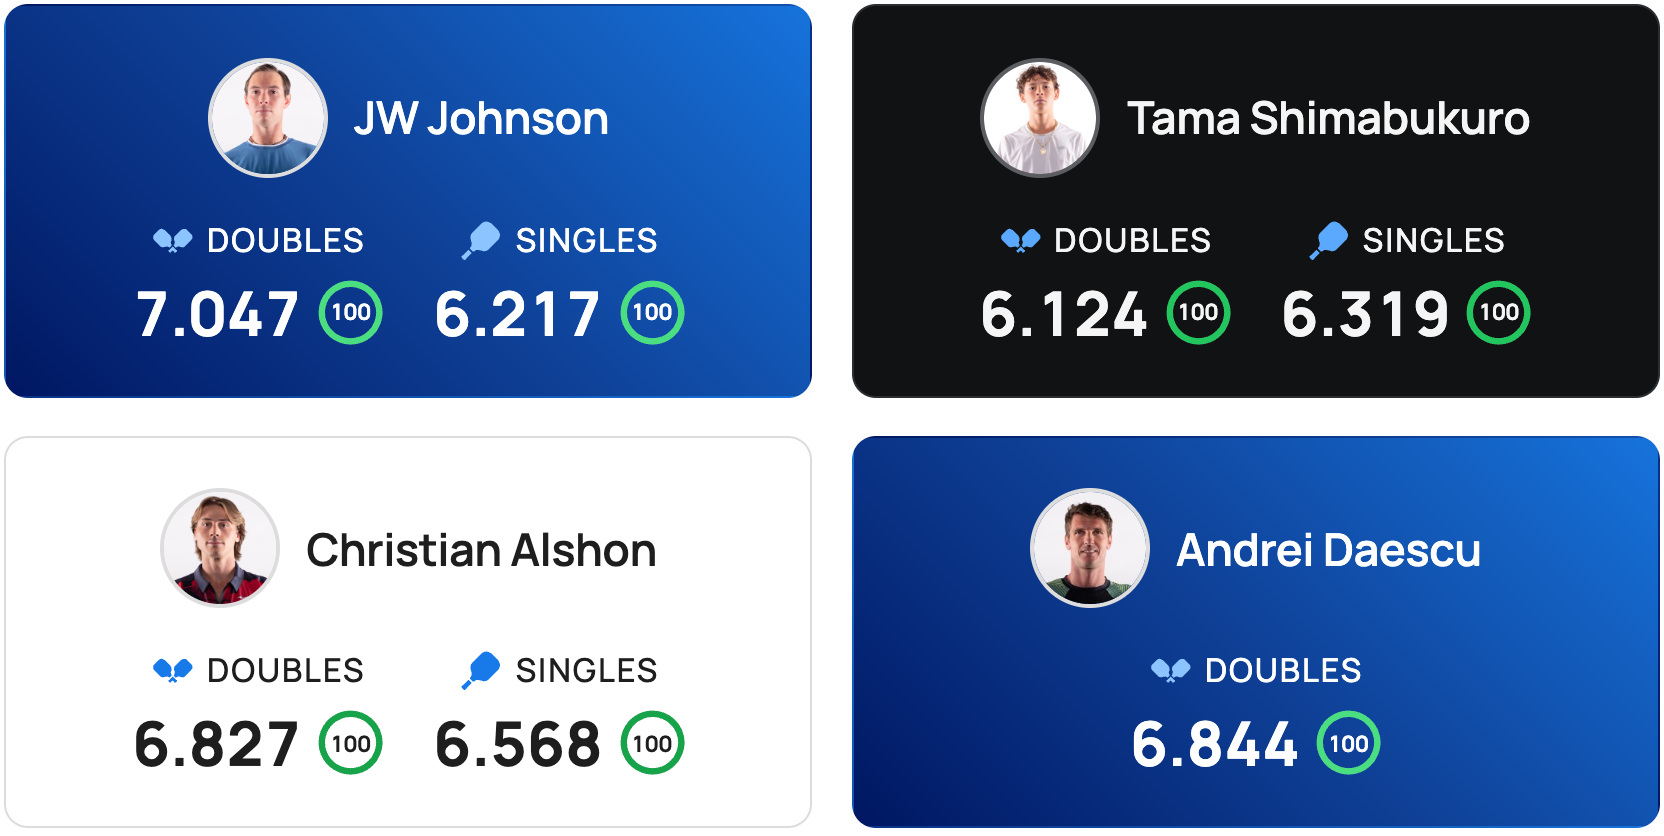 JW Johnson
DOUBLES SINGLES
7.047 100 6.217 100
Tama Shimabukuro
DOUBLES SINGLES
6.124 100 6.319 100
Christian Alshon
DOUBLES SINGLES
6.827 100 6.568 100
Andrei Daescu
DOUBLES
6.844 100